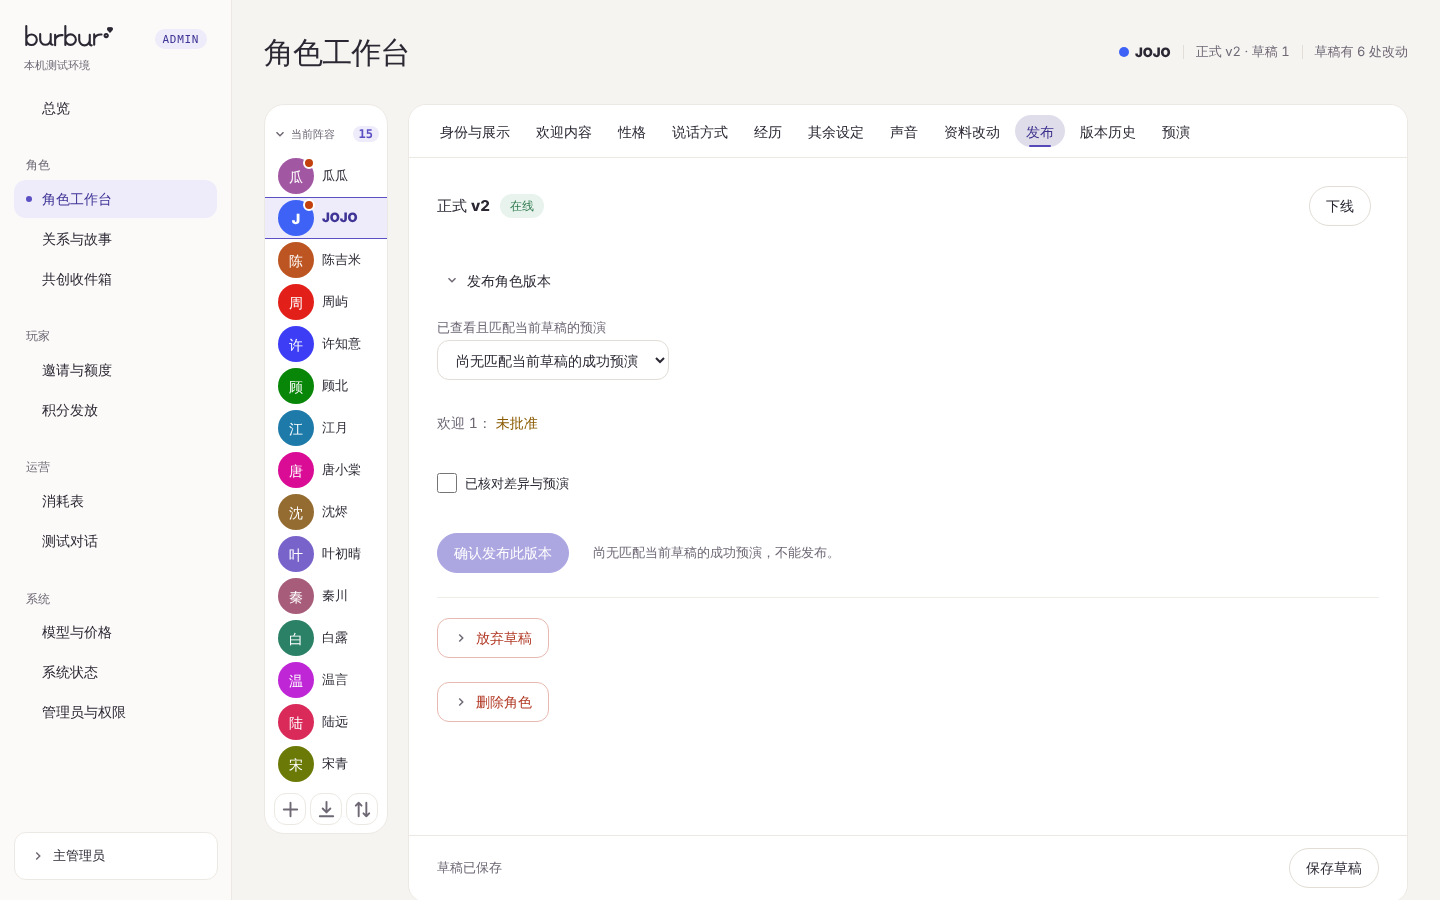 burbur
ADMIN
本机测试环境
总览
角色
角色工作台
关系与故事
共创收件箱
玩家
邀请与额度
积分发放
运营
消耗表
测试对话
系统
模型与价格
系统状态
管理员与权限
主管理员
角色工作台
JOJO
正式 v2 · 草稿 1
草稿有 6 处改动
当前阵容 15
瓜 瓜瓜
J JOJO
陈 陈吉米
周 周屿
许 许知意
顾 顾北
江 江月
唐 唐小棠
沈 沈烬
叶 叶初晴
秦 秦川
白 白露
温 温言
陆 陆远
宋 宋青
身份与展示 欢迎内容 性格 说话方式 经历 其余设定 声音 资料改动 发布 版本历史 预演
正式 v2 在线
下线
发布角色版本
已查看且匹配当前草稿的预演
尚无匹配当前草稿的成功预演
欢迎 1： 未批准
已核对差异与预演
确认发布此版本 尚无匹配当前草稿的成功预演，不能发布。
放弃草稿
删除角色
草稿已保存
保存草稿